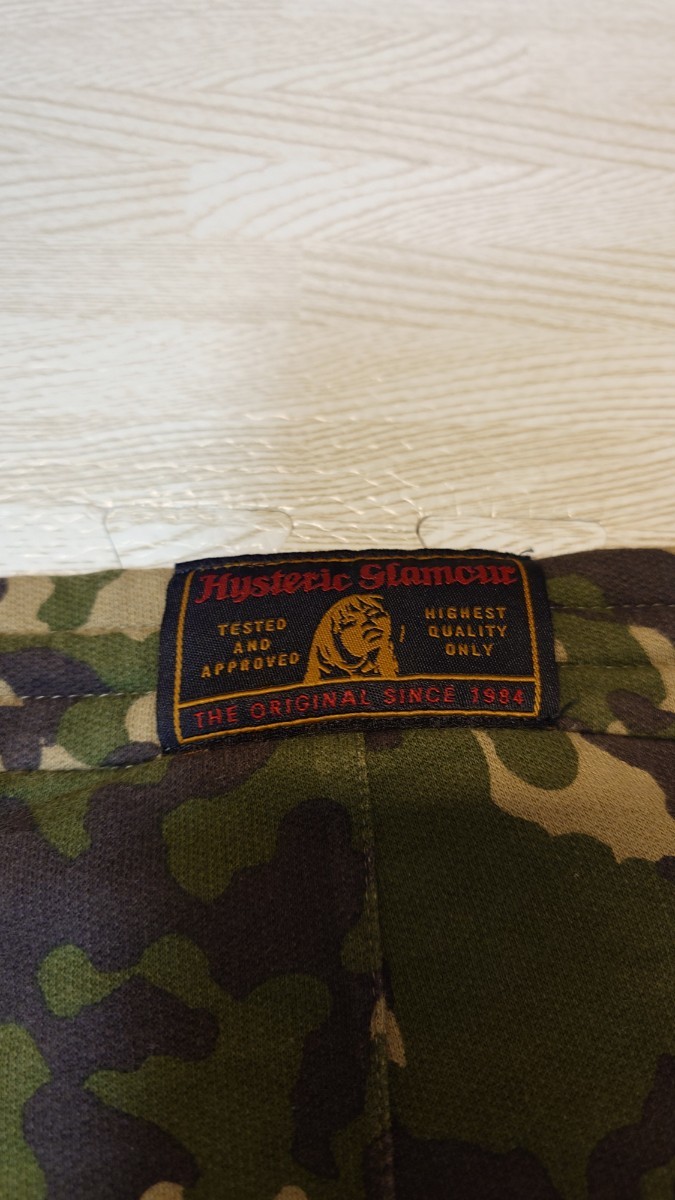 Hysteric Glamour
TESTED
AND
APPROVED
HIGHEST
QUALITY
ONLY
THE ORIGINAL SINCE 1984